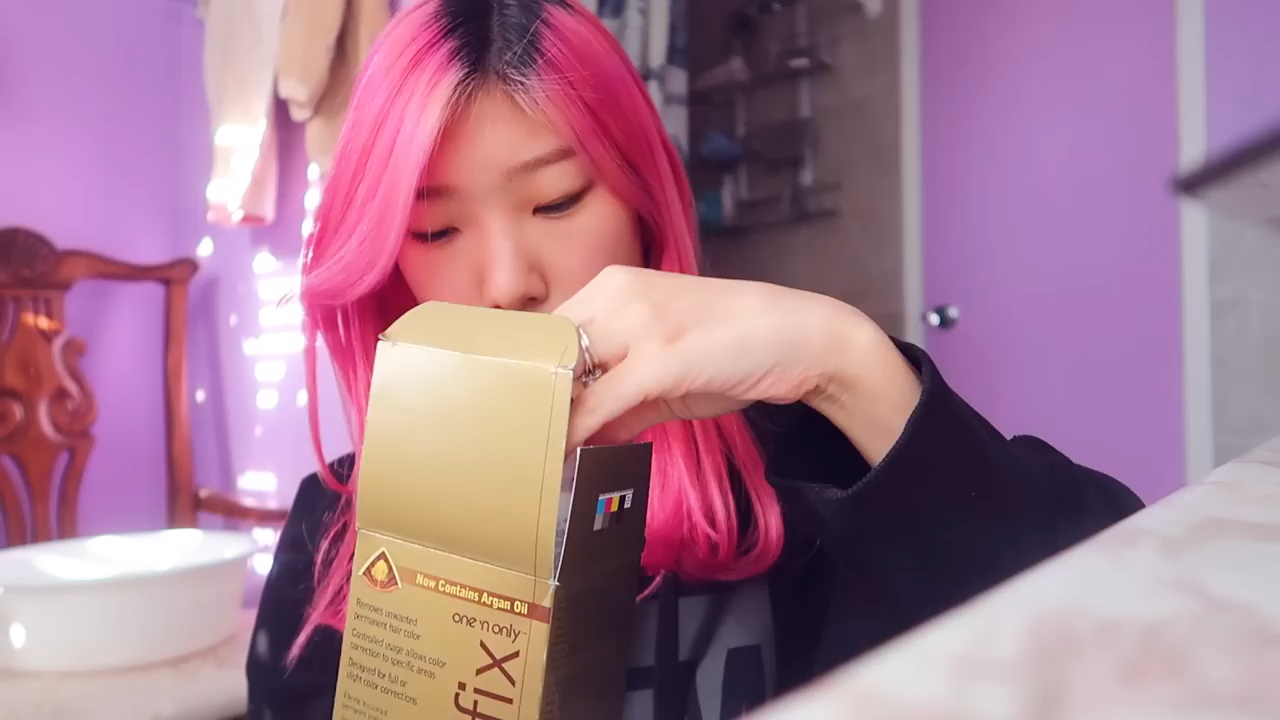 Now Contains Argan Oil
one 'n only
fix
Removes unwanted
permanent hair color
Controlled usage allows color
correction to specific areas
Designed for full or
slight color corrections